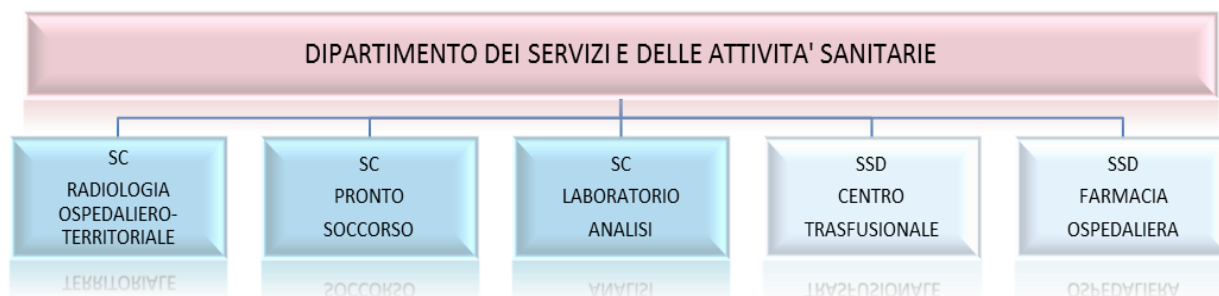 DIPARTIMENTO DEI SERVIZI E DELLE ATTIVITA' SANITARIE
SC
RADIOLOGIA
OSPEDALIERO-
TERRITORIALE
SC
PRONTO
SOCCORSO
SC
LABORATORIO
ANALISI
SSD
CENTRO
TRASFUSIONALE
SSD
FARMACIA
OSPEDALIERA